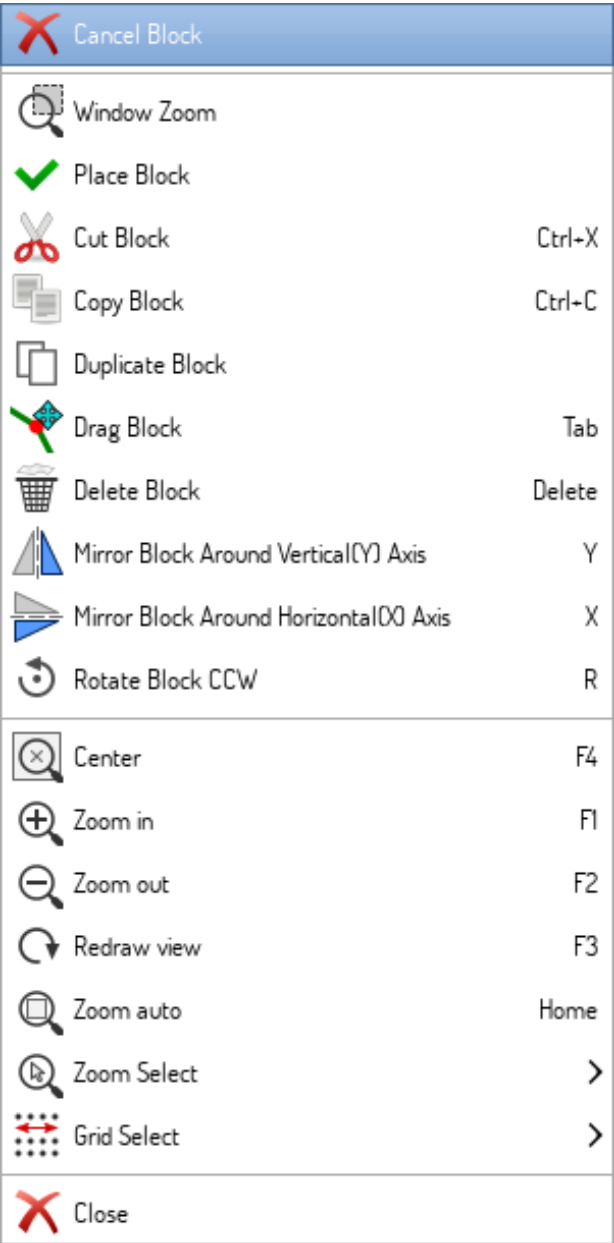 Cancel Block
Window Zoom
Place Block
Cut Block Ctrl+X
Copy Block Ctrl+C
Duplicate Block
Drag Block Tab
Delete Block Delete
Mirror Block Around Vertical(Y) Axis Y
Mirror Block Around Horizontal(X) Axis X
Rotate Block CCW R
Center F4
Zoom in F1
Zoom out F2
Redraw view F3
Zoom auto Home
Zoom Select
Grid Select
Close